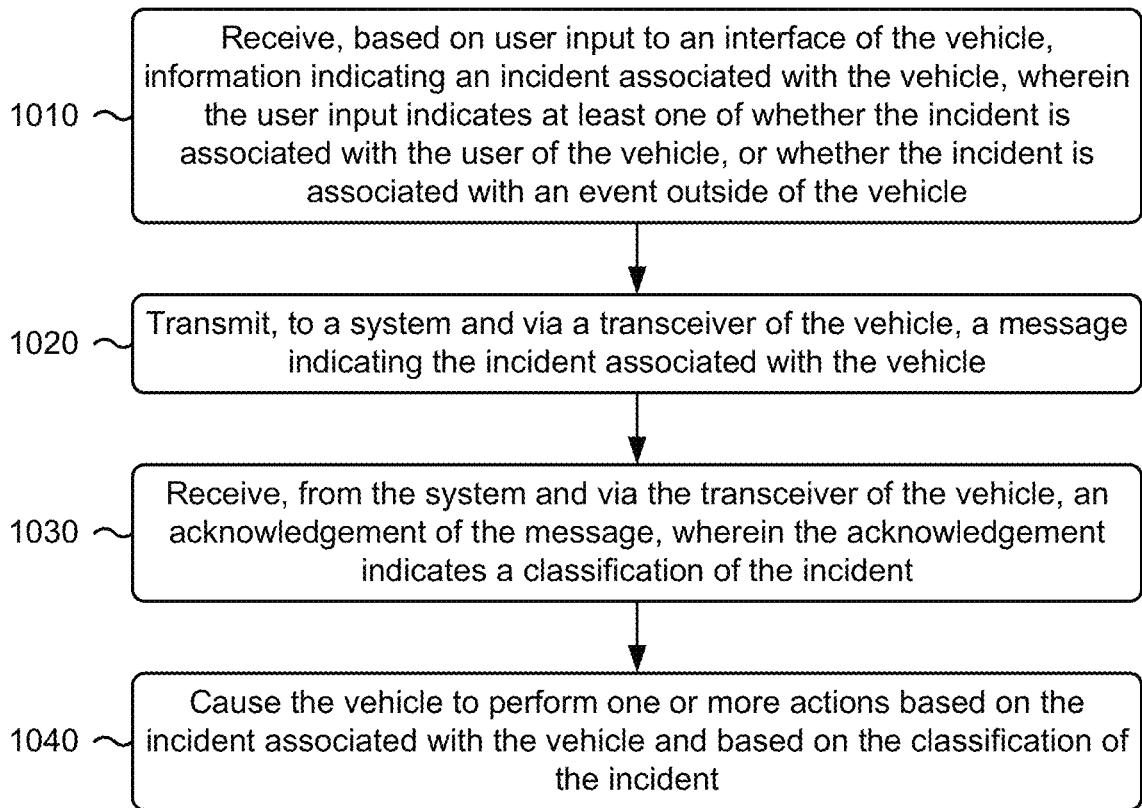 Receive, based on user input to an interface of the vehicle,
information indicating an incident associated with the vehicle, wherein
1010
the user input indicates at least one of whether the incident is
associated with the user of the vehicle, or whether the incident is
associated with an event outside of the vehicle
Transmit, to a system and via a transceiver of the vehicle, a message
1020
indicating the incident associated with the vehicle
Receive, from the system and via the transceiver of the vehicle, an
1030
acknowledgement of the message, wherein the acknowledgement
indicates a classification of the incident
Cause the vehicle to perform one or more actions based on the
1040
incident associated with the vehicle and based on the classification of
the incident